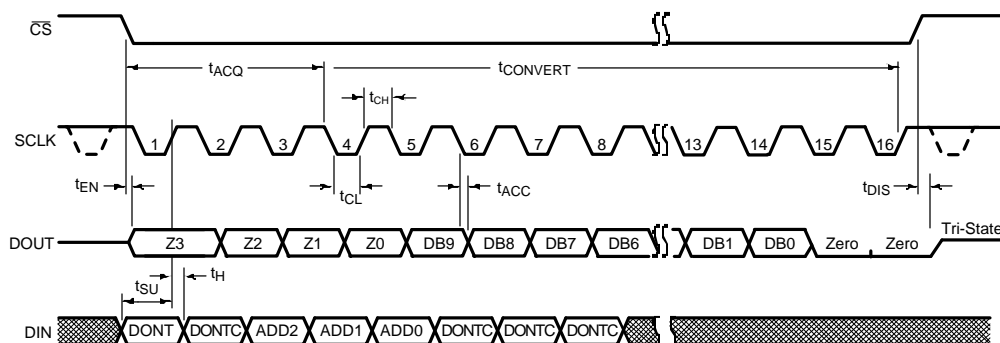 CS
tACQ
tCONVERT
tCH
SCLK
1 2 3 4 5 6 7 8 13 14 15 16
tEN
tCL
tACC
tDIS
DOUT
Z3 Z2 Z1 Z0 DB9 DB8 DB7 DB6 DB1 DB0 Zero Zero
Tri-State
tSU
tH
DIN
DONT DONTC ADD2 ADD1 ADD0 DONTC DONTC DONTC